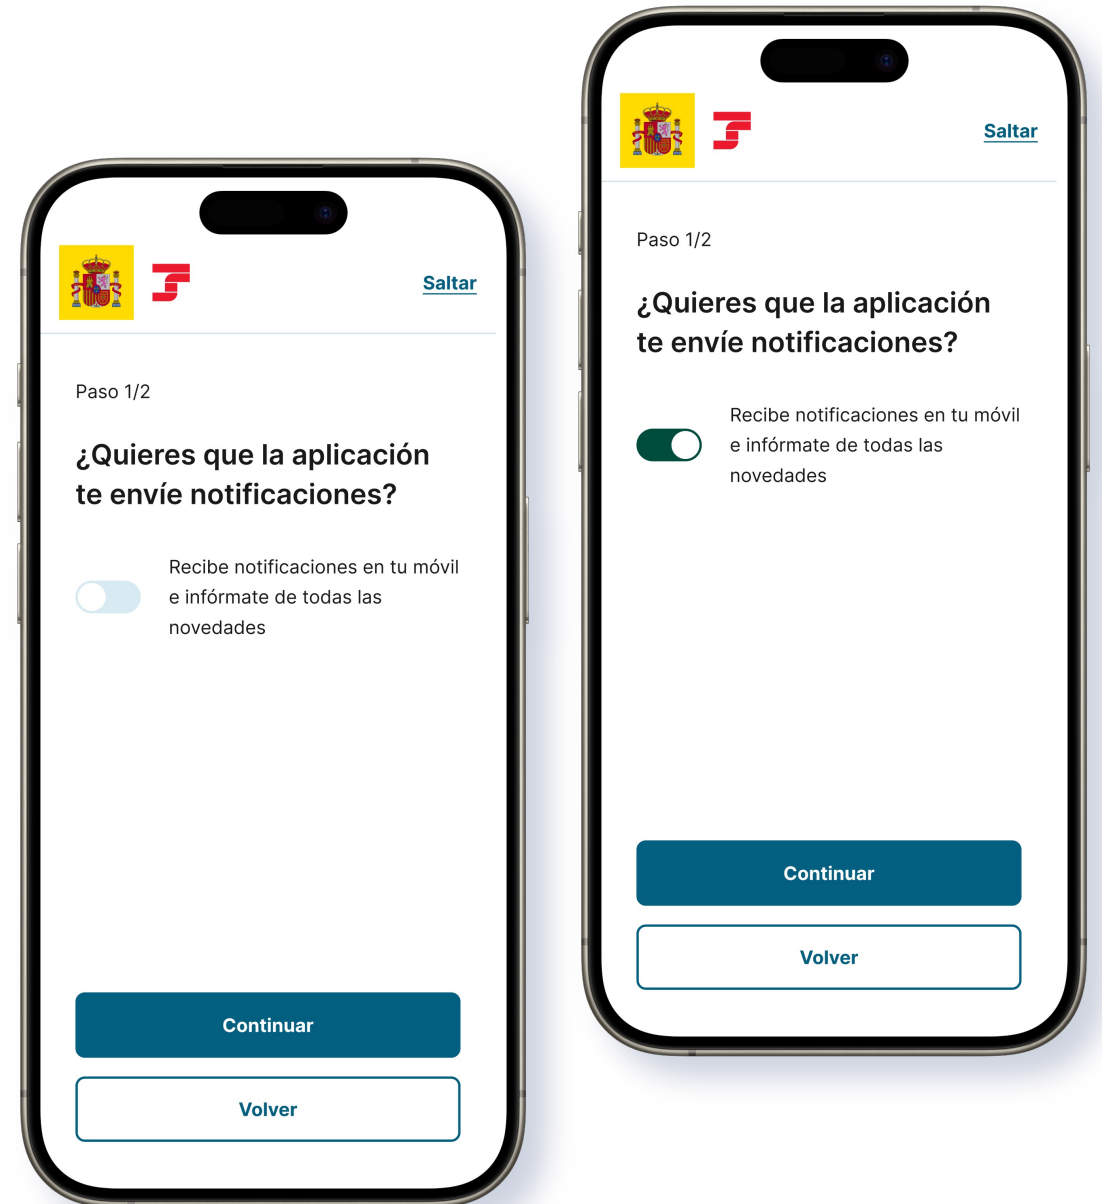 Saltar
Paso 1/2
¿Quieres que la aplicación
te envíe notificaciones?
Recibe notificaciones en tu móvil
e infórmate de todas las
novedades
Continuar
Volver
Saltar
Paso 1/2
¿Quieres que la aplicación
te envíe notificaciones?
Recibe notificaciones en tu móvil
e infórmate de todas las
novedades
Continuar
Volver